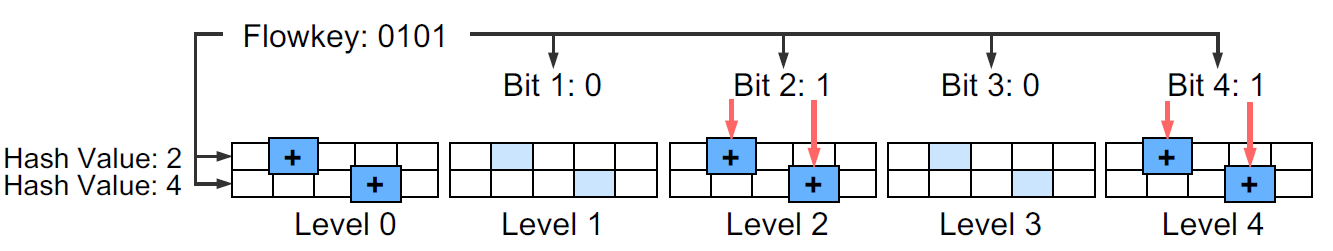 Flowkey: 0101
Bit 1: 0 Bit 2: 1 Bit 3: 0 Bit 4: 1
Hash Value: 2 + + +
Hash Value: 4 + + +
Level 0 Level 1 Level 2 Level 3 Level 4